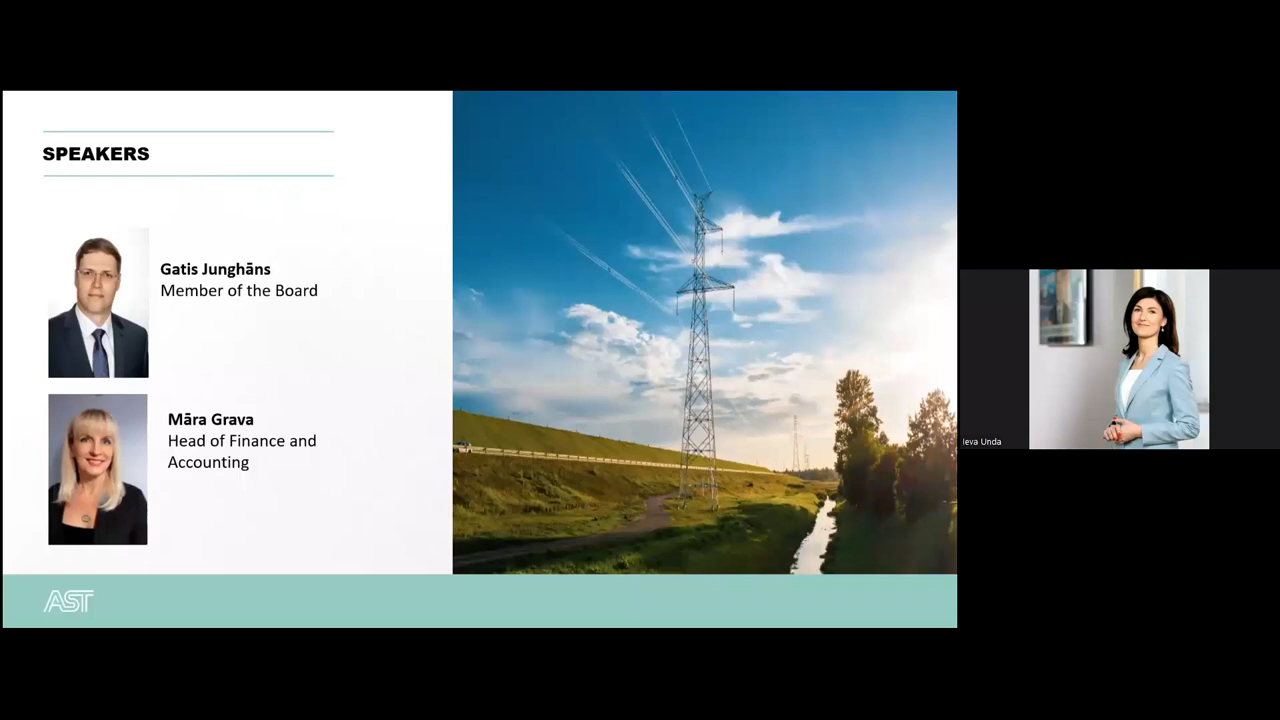 SPEAKERS
Gatis Junghāns
Member of the Board
Māra Grava
Head of Finance and
Accounting
AST
Ieva Unda